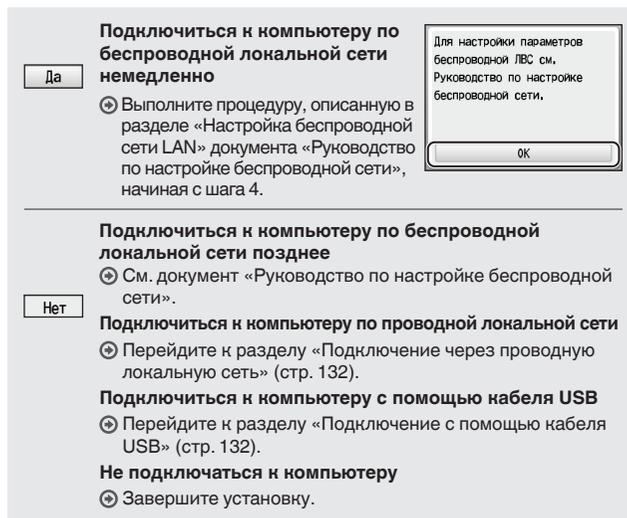 Да
Подключиться к компьютеру по
беспроводной локальной сети
немедленно
Выполните процедуру, описанную в
разделе «Настройка беспроводной
сети LAN» документа «Руководство
по настройке беспроводной сети»,
начиная с шага 4.
Для настройки параметров
беспроводной ЛВС см.
Руководство по настройке
беспроводной сети.
OK
Нет
Подключиться к компьютеру по беспроводной
локальной сети позднее
См. документ «Руководство по настройке беспроводной
сети».
Подключиться к компьютеру по проводной локальной сети
Перейдите к разделу «Подключение через проводную
локальную сеть» (стр. 132).
Подключиться к компьютеру с помощью кабеля USB
Перейдите к разделу «Подключение с помощью кабеля
USB» (стр. 132).
Не подключаться к компьютеру
Завершите установку.